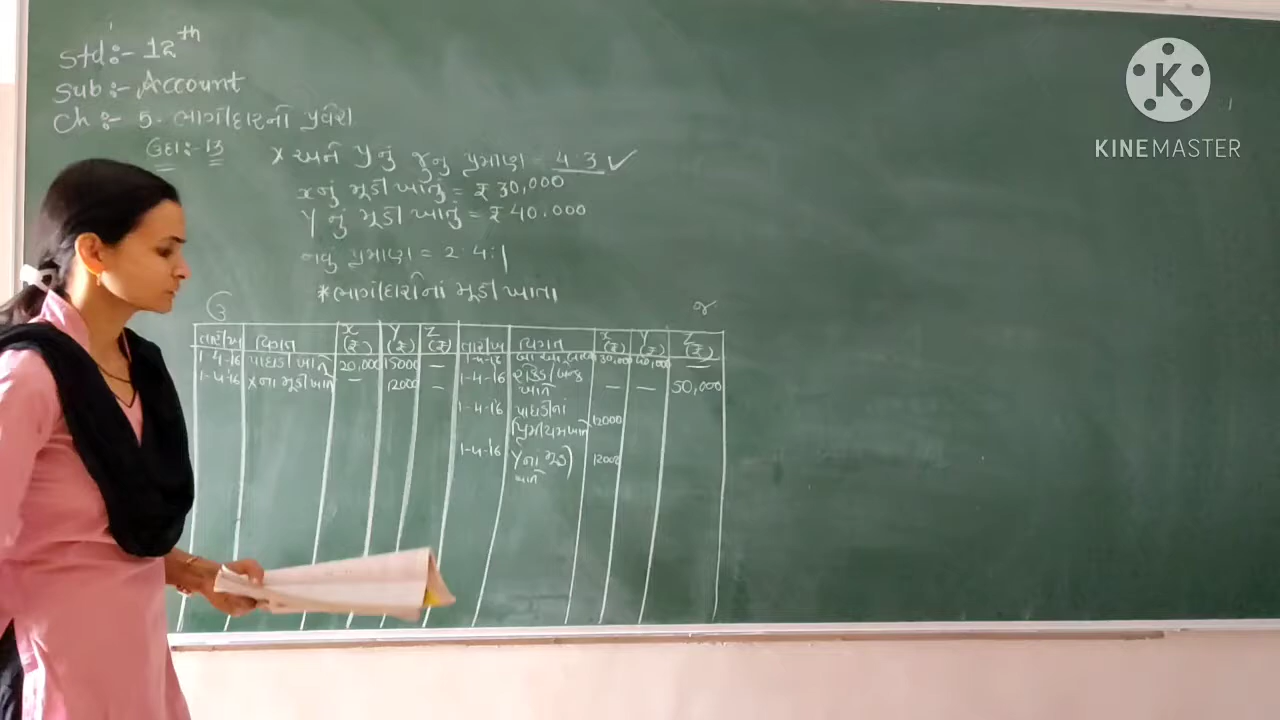 Std :- 12th
Sub :- Account
Ch :- 5. ભાગીદારનો પ્રવેશ
ઉદા :- 13
X અને Y નું જૂનું પ્રમાણ = 4:3 ✓
X નું મૂડી ખાતું = ₹ 30,000
Y નું મૂડી ખાતું = ₹ 40,000
નવું પ્રમાણ = 2:4:1
* ભાગીદારોનાં મૂડી ખાતા
ઉ જ
તારીખ વિગત X (₹) Y (₹) Z (₹) તારીખ વિગત X (₹) Y (₹) Z (₹)
1-4-16 પાઘડી ખાતે 20,000 15000 — 1-4-16 બા. આ. લાવ્યા 30,000 40,000 —
1-4-16 X ના મૂડી ખાતે — 12000 — 1-4-16 રોકડ/બેન્ક
ખાતે — — 50,000
1-4-16 પાઘડીનાં
પ્રિમીયમ ખાતે 12000
1-4-16 Y ના મૂડી 12000
ખાતે
KINEMASTER